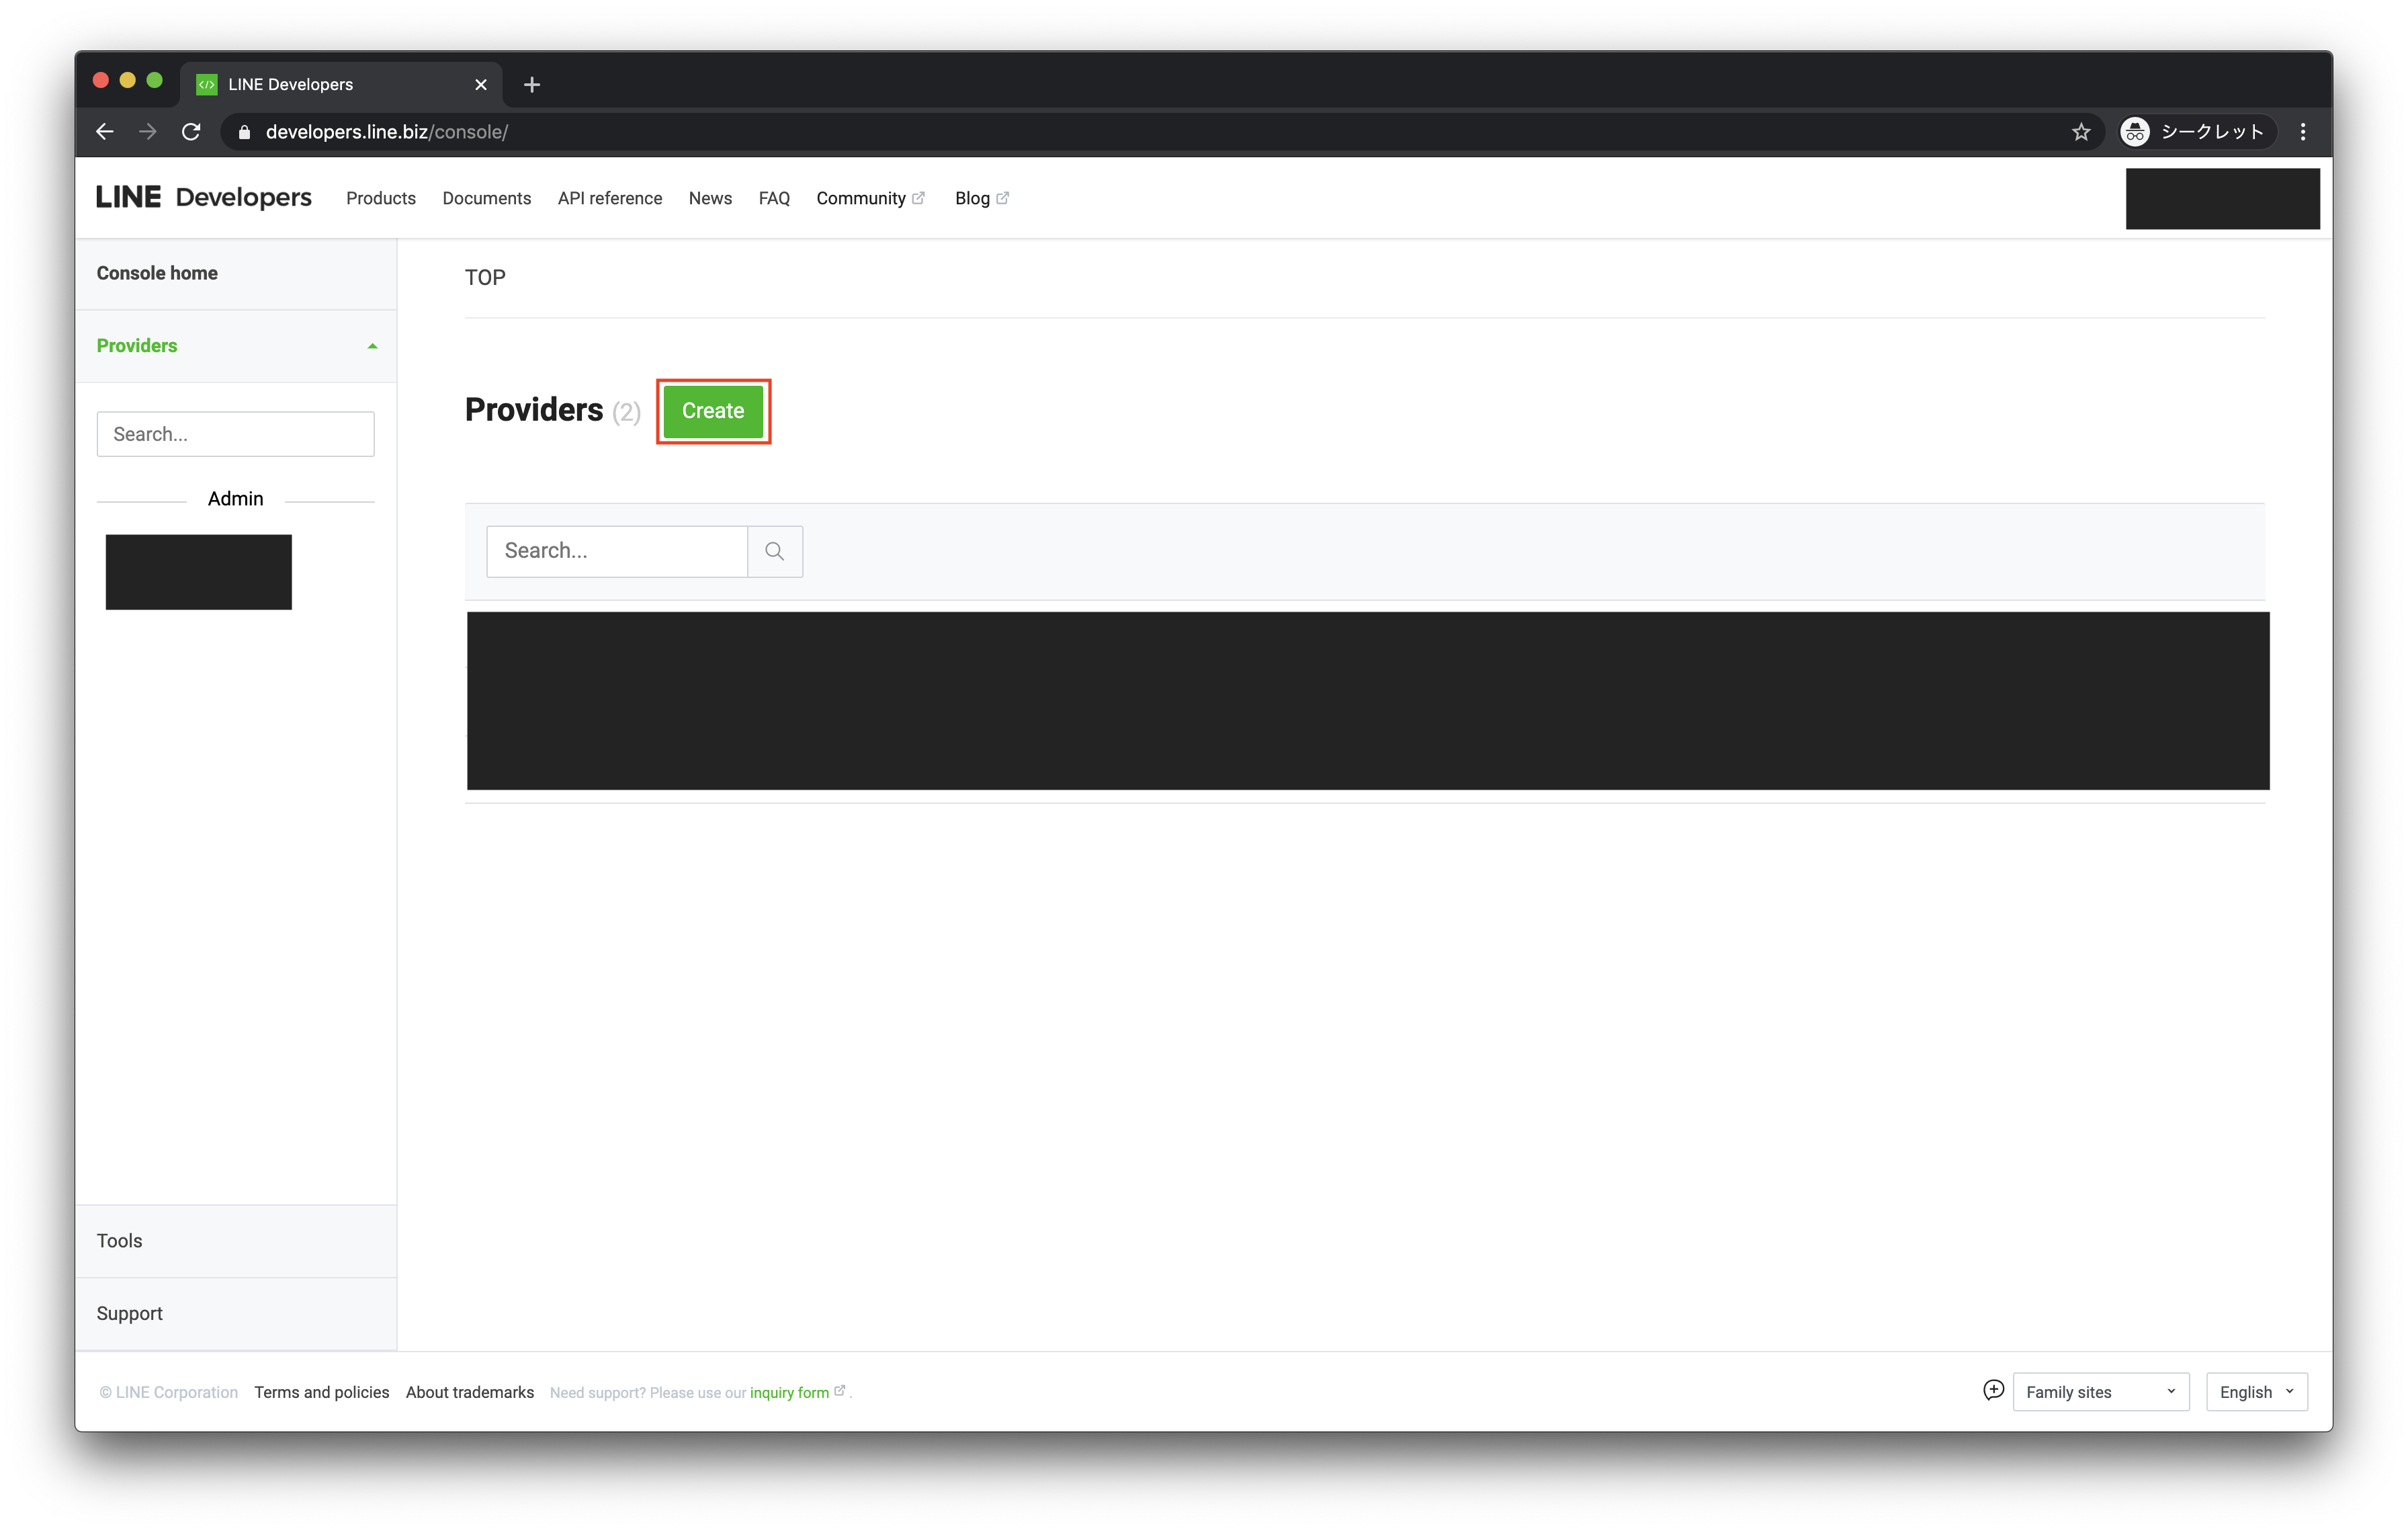 LINE Developers
developers.line.biz/console/
シークレット
LINE Developers Products Documents API reference News FAQ Community Blog
Console home
TOP
Providers
Providers (2) Create
Search...
Admin
Search...
Tools
Support
© LINE Corporation Terms and policies About trademarks Need support? Please use our inquiry form .
Family sites English